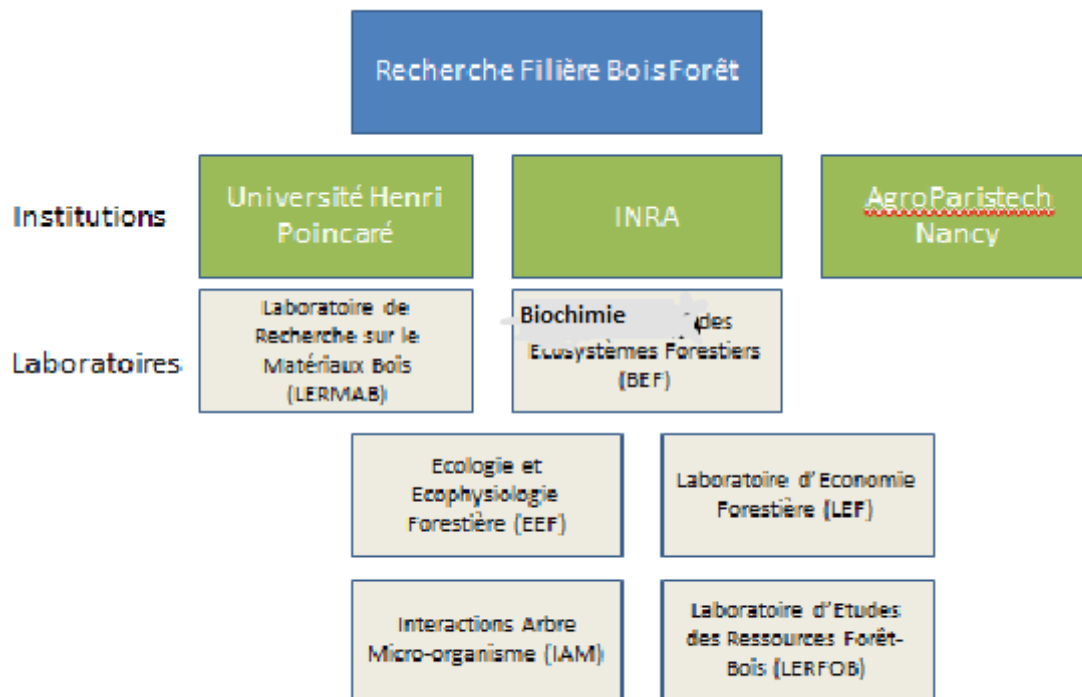 Recherche Filière Bois Forêt
Institutions
Université Henri
Poincaré
INRA
AgroParistech
Nancy
Laboratoires
Laboratoire de
Recherche sur le
Matériaux Bois
(LERMAB)
Biochimie des
Ecosystèmes Forestiers
(BEF)
Ecologie et
Ecophysiologie
Forestière (EEF)
Laboratoire d'Economie
Forestière (LEF)
Interactions Arbre
Micro-organisme (IAM)
Laboratoire d'Etudes
des Ressources Forêt-
Bois (LERFOB)